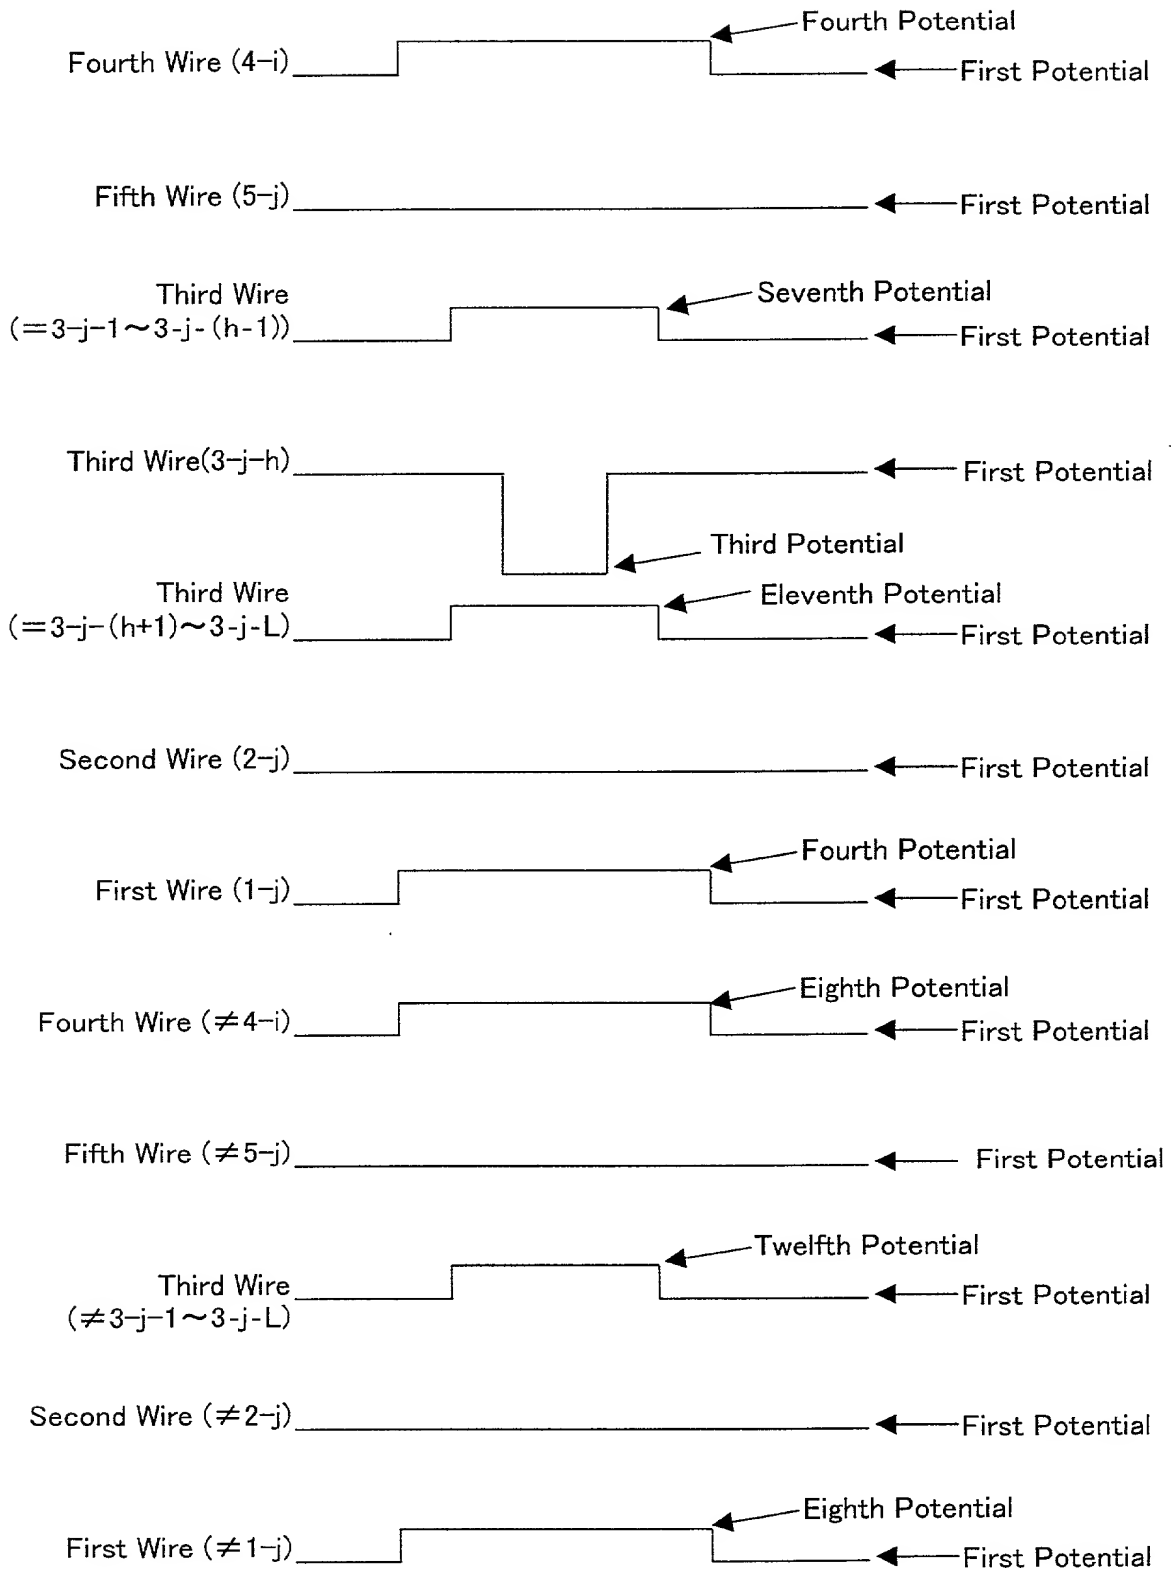 Fourth Potential
Fourth Wire (4-i)
First Potential
Fifth Wire (5-j)
First Potential
Third Wire
(=3-j-1~3-j-(h-1))
Seventh Potential
First Potential
Third Wire(3-j-h)
First Potential
Third Potential
Third Wire
(=3-j-(h+1)~3-j-L)
Eleventh Potential
First Potential
Second Wire (2-j)
First Potential
Fourth Potential
First Wire (1-j)
First Potential
Eighth Potential
Fourth Wire (≠4-i)
First Potential
Fifth Wire (≠5-j)
First Potential
Twelfth Potential
Third Wire
(≠3-j-1~3-j-L)
First Potential
Second Wire (≠2-j)
First Potential
Eighth Potential
First Wire (≠1-j)
First Potential